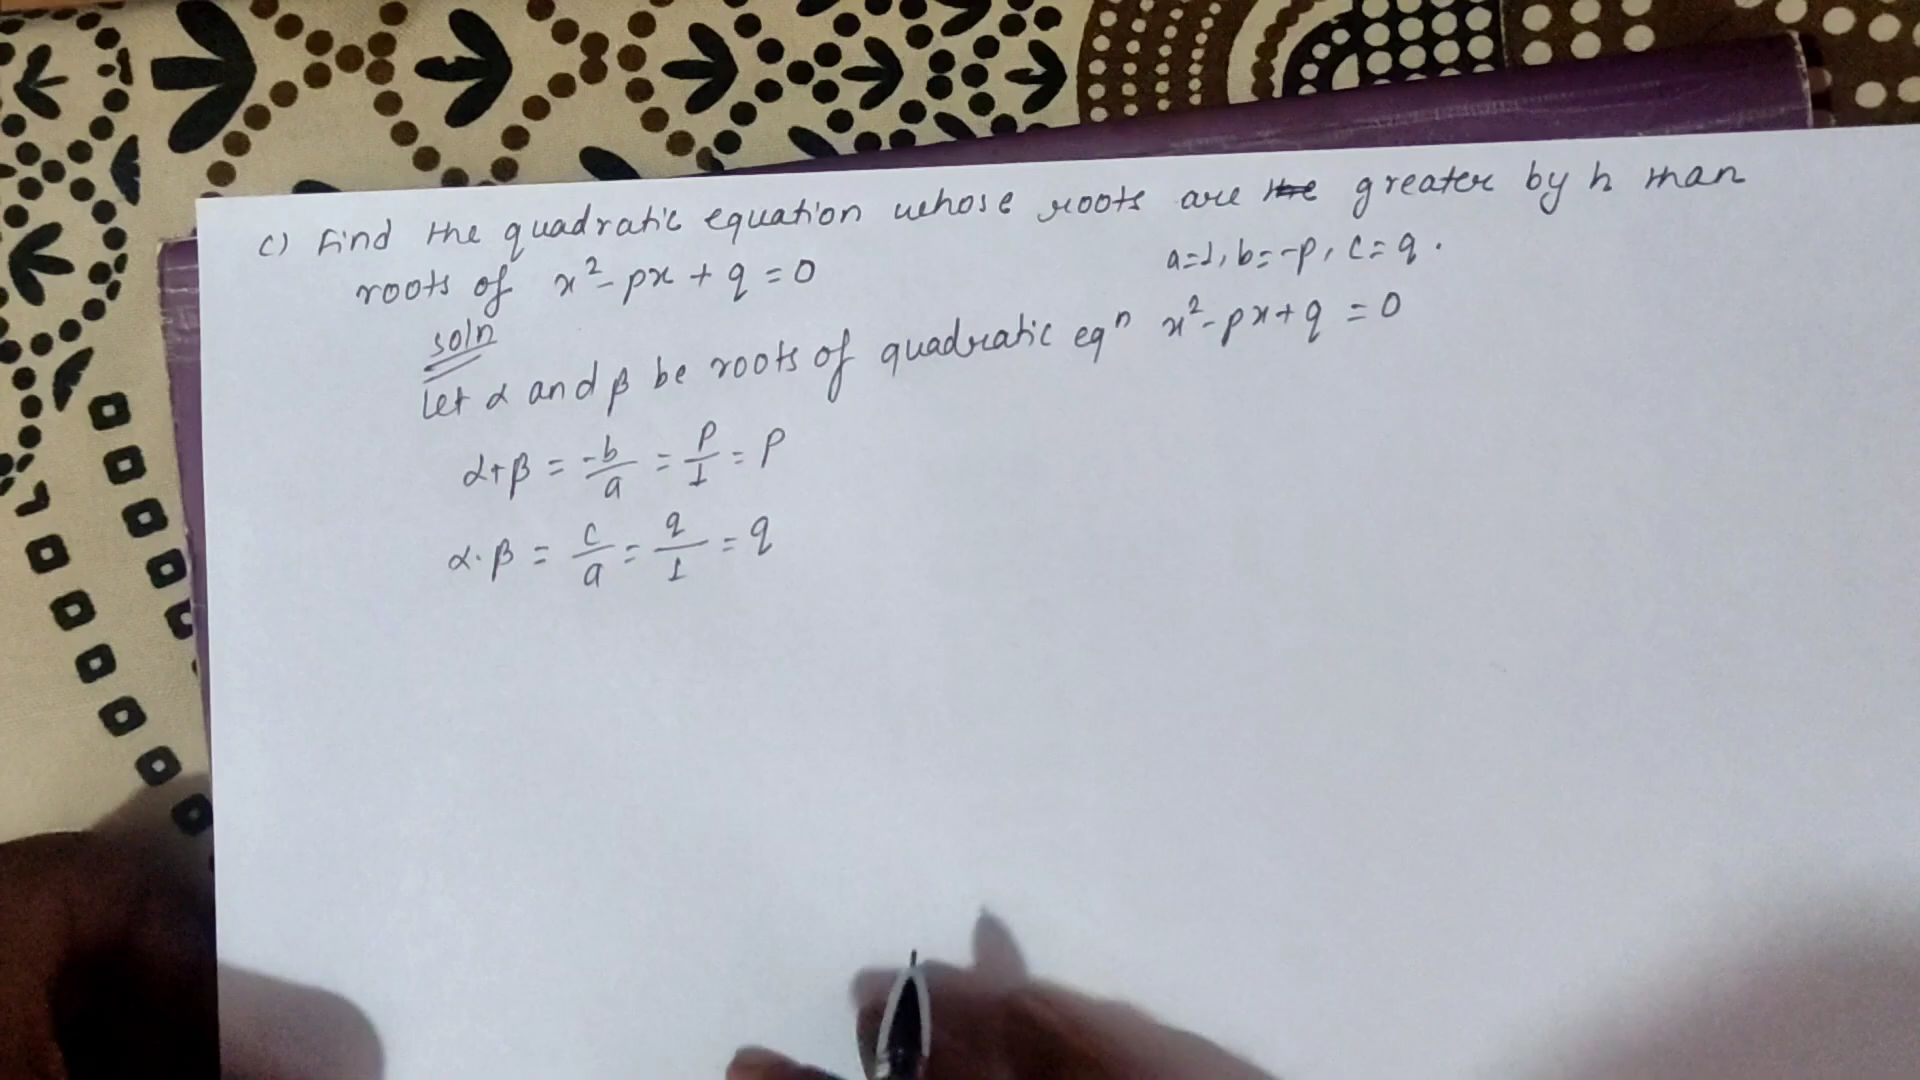 c) Find the quadratic equation whose roots are the greater by h than
roots of x² - px + q = 0
a=1, b=-p, c=q.
soln
Let α and β be roots of quadratic eqⁿ x² - px + q = 0
α+β = -b/a = p/1 = p
α·β = c/a = q/1 = q